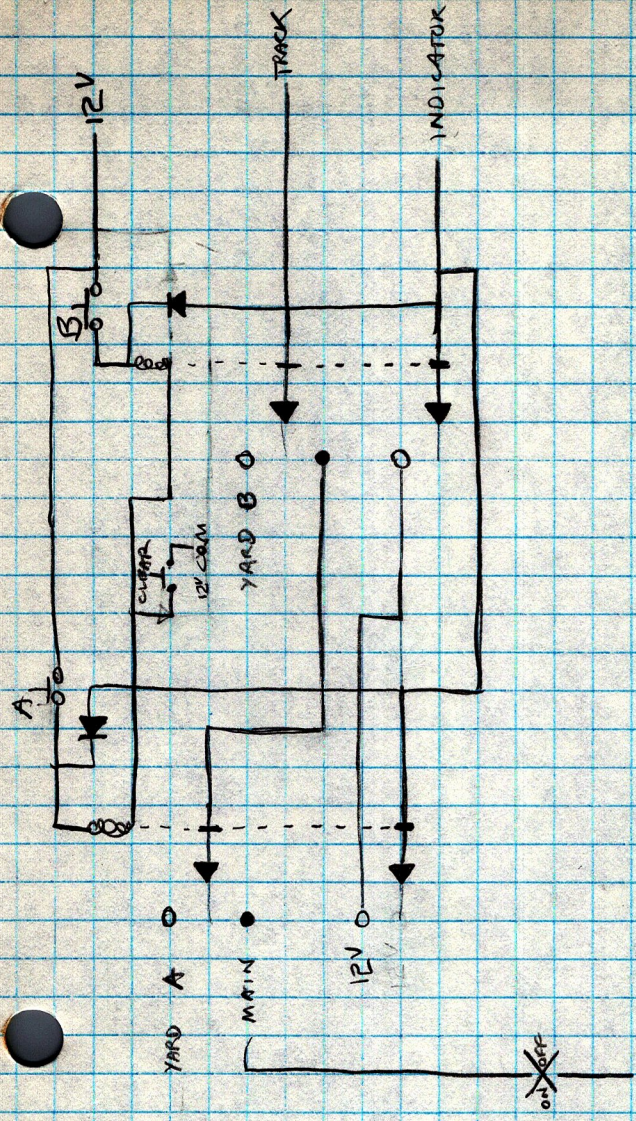 12V
TRACK
INDICATOR
B
YARD B
CLEAR
12V COM
A
YARD A
MAIN
12V
ON OFF